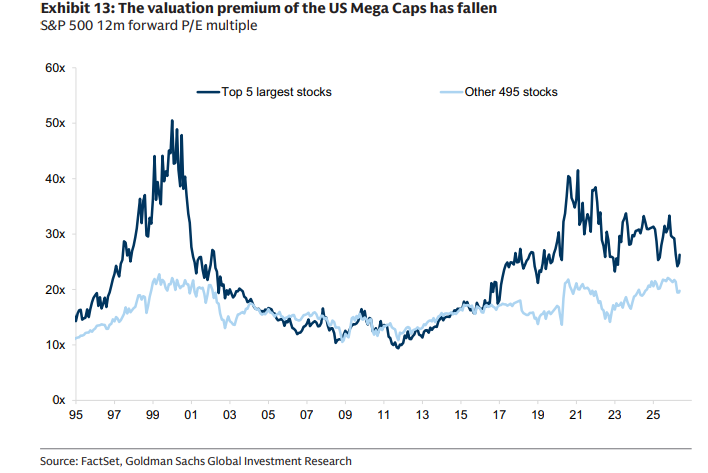 Exhibit 13: The valuation premium of the US Mega Caps has fallen
S&P 500 12m forward P/E multiple
60x
Top 5 largest stocks
Other 495 stocks
50x
40x
30x
20x
10x
0x
95 97 99 01 03 05 07 09 11 13 15 17 19 21 23 25
Source: FactSet, Goldman Sachs Global Investment Research